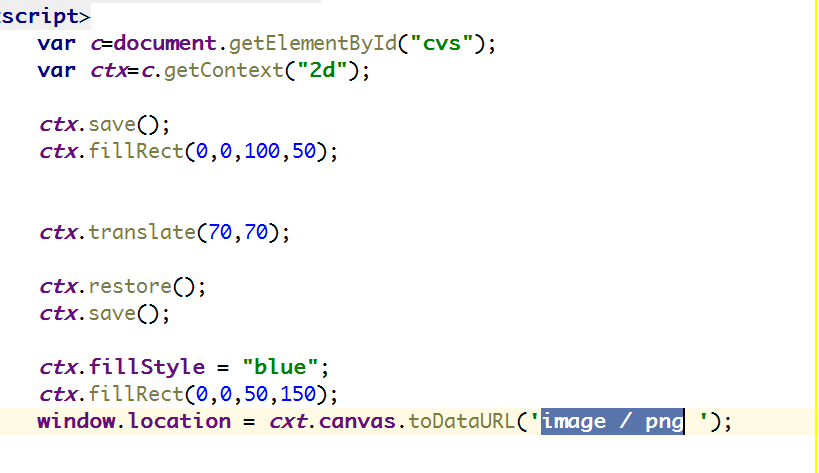 script>
var c=document.getElementById("cvs");
var ctx=c.getContext("2d");
ctx.save();
ctx.fillRect(0,0,100,50);
ctx.translate(70,70);
ctx.restore();
ctx.save();
ctx.fillStyle = "blue";
ctx.fillRect(0,0,50,150);
window.location = cxt.canvas.toDataURL('image / png ');